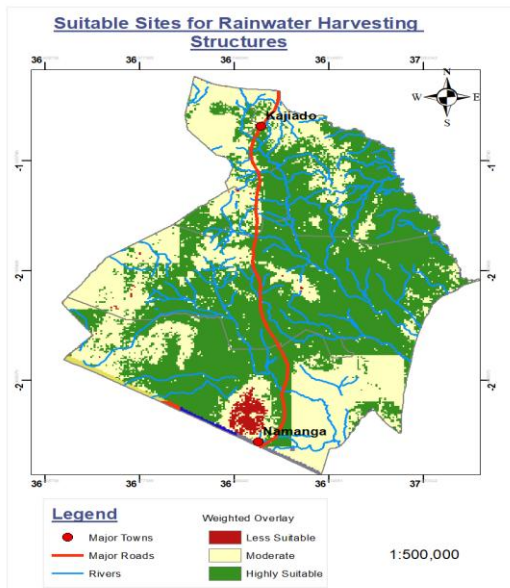 Suitable Sites for Rainwater Harvesting
Structures
36 36 36 37
N
W E
S
Kajiado
-1 -1
-2 -2
-2 -2
Namanga
36 36 36 37
Legend
Major Towns
Major Roads
Rivers
Weighted Overlay
Less Suitable
Moderate
Highly Suitable
1:500,000